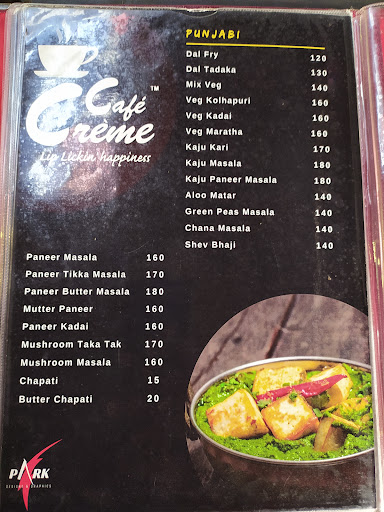 Café
Crème
TM
Lip Lickin' happiness
PUNJABI
Dal Fry 120
Dal Tadaka 130
Mix Veg 140
Veg Kolhapuri 160
Veg Kadai 160
Veg Maratha 160
Kaju Kari 170
Kaju Masala 180
Kaju Paneer Masala 180
Aloo Matar 140
Green Peas Masala 140
Chana Masala 140
Shev Bhaji 140
Paneer Masala 160
Paneer Tikka Masala 170
Paneer Butter Masala 180
Mutter Paneer 160
Paneer Kadai 160
Mushroom Taka Tak 170
Mushroom Masala 160
Chapati 15
Butter Chapati 20
PARK
DESIGNS & GRAPHICS